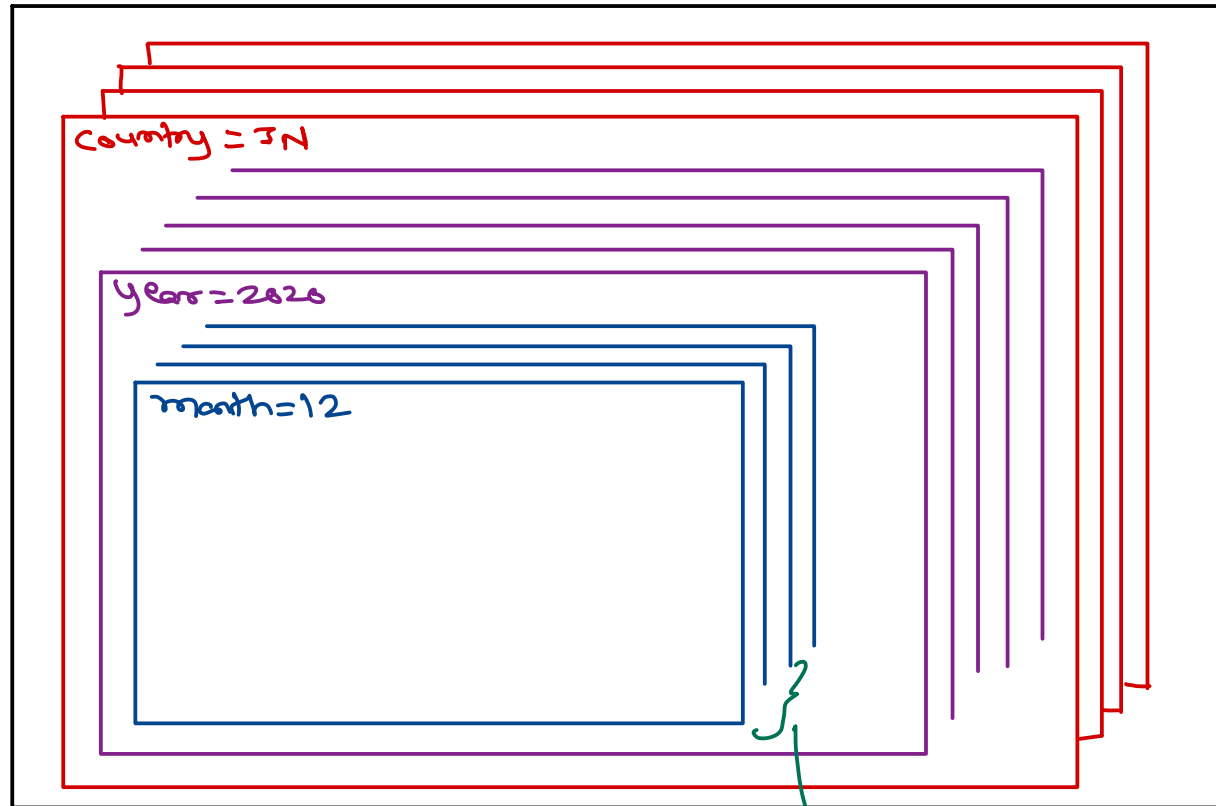 Country = IN
Year = 2020
month = 12